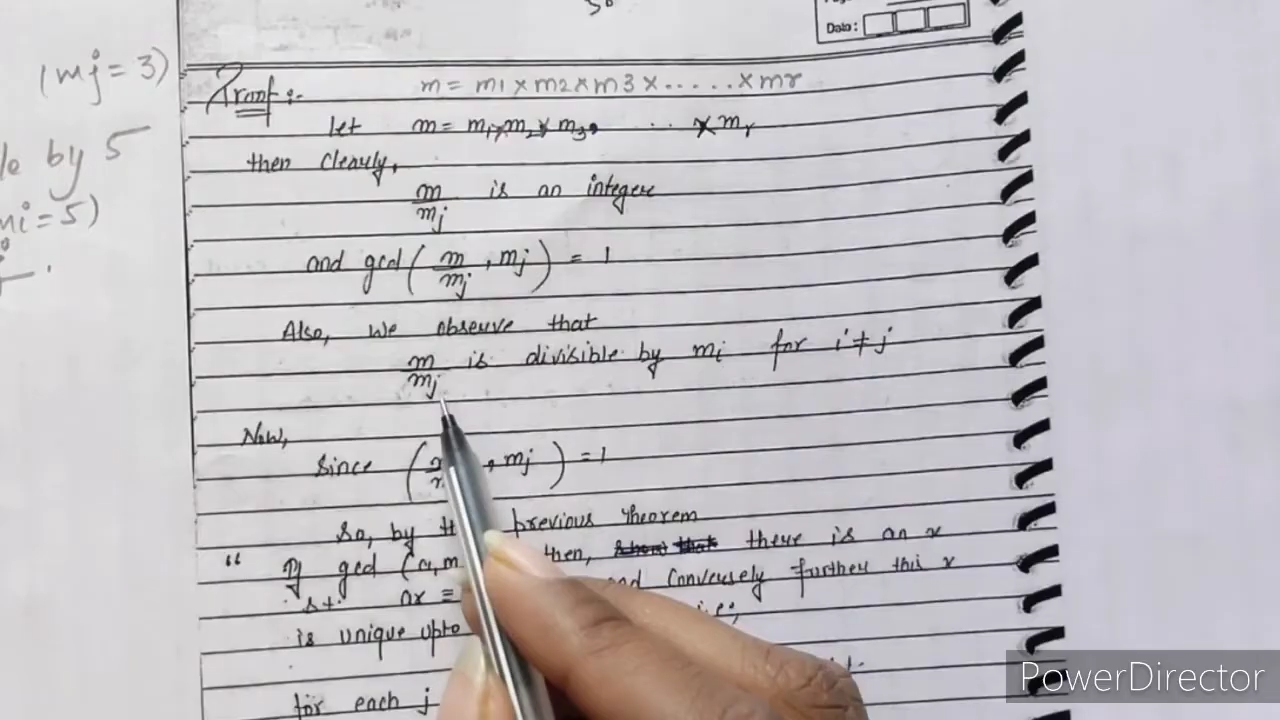 Date:
(mj = 3)
by 5
mi = 5)
Proof :-
m = m1 × m2 × m3 × ..... × mr
let m = m₁ × m₂ × m₃ . .. × mᵣ
then clearly,
m/mj is an integer
and gcd (m/mj , mj) = 1
Also, we observe that
m/mj is divisible by mi for i ≠ j
Now,
Since ( , mj) = 1
So, by previous theorem
“ If gcd (a, m then, there is an x
s.t. ax ≡ and conversely further this x
is unique upto i.e;
for each j
PowerDirector